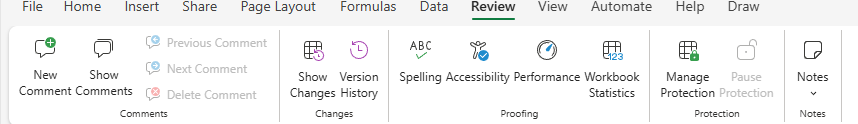 File Home Insert Share Page Layout Formulas Data Review View Automate Help Draw
New Comment
Show Comments
Previous Comment
Next Comment
Delete Comment
Comments
Show Changes
Version History
Changes
ABC
Spelling
Accessibility
Performance
123
Workbook Statistics
Proofing
Manage Protection
Pause Protection
Protection
Notes
Notes